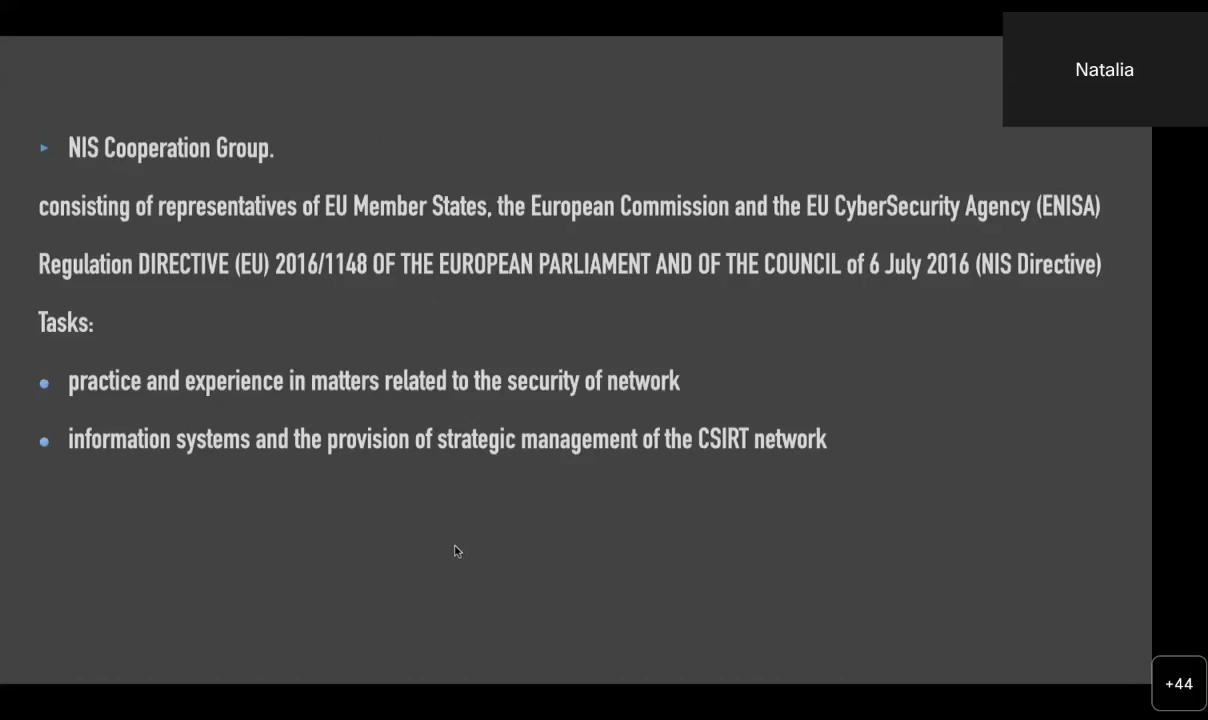 Natalia
NIS Cooperation Group.
consisting of representatives of EU Member States, the European Commission and the EU CyberSecurity Agency (ENISA)
Regulation DIRECTIVE (EU) 2016/1148 OF THE EUROPEAN PARLIAMENT AND OF THE COUNCIL of 6 July 2016 (NIS Directive)
Tasks:
practice and experience in matters related to the security of network
information systems and the provision of strategic management of the CSIRT network
+44